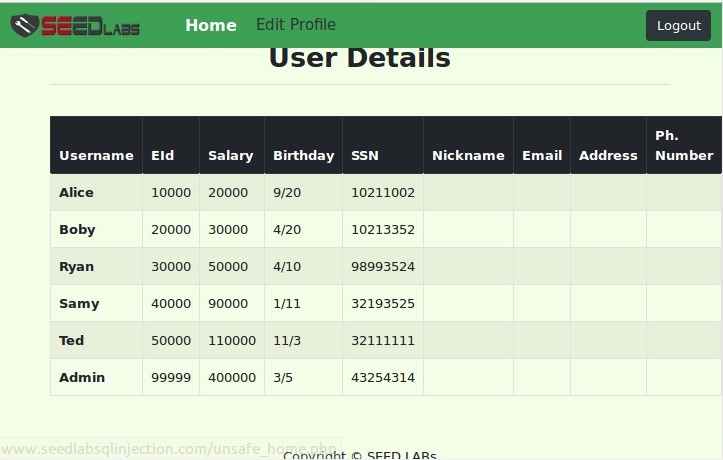 SEEDLABS Home Edit Profile Logout
User Details
Username EId Salary Birthday SSN Nickname Email Address Ph. Number
Alice 10000 20000 9/20 10211002
Boby 20000 30000 4/20 10213352
Ryan 30000 50000 4/10 98993524
Samy 40000 90000 1/11 32193525
Ted 50000 110000 11/3 32111111
Admin 99999 400000 3/5 43254314
www.seedlabsqlinjection.com/unsafe_home.php
Copyright © SEED LABs